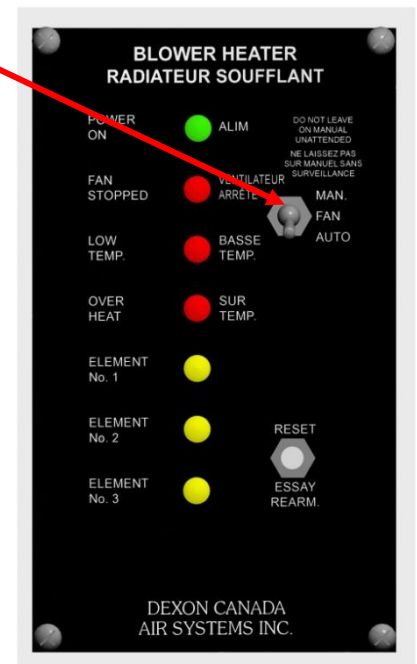 BLOWER HEATER
RADIATEUR SOUFFLANT
POWER
ON
ALIM
DO NOT LEAVE
ON MANUAL
UNATTENDED
NE LAISSEZ PAS
SUR MANUEL SANS
SURVEILLANCE
FAN
STOPPED
VENTILATEUR
ARRÊTÉ
MAN.
FAN
AUTO
LOW
TEMP.
BASSE
TEMP.
OVER
HEAT
SUR
TEMP.
ELEMENT
No. 1
ELEMENT
No. 2
RESET
ESSAY
REARM.
ELEMENT
No. 3
DEXON CANADA
AIR SYSTEMS INC.